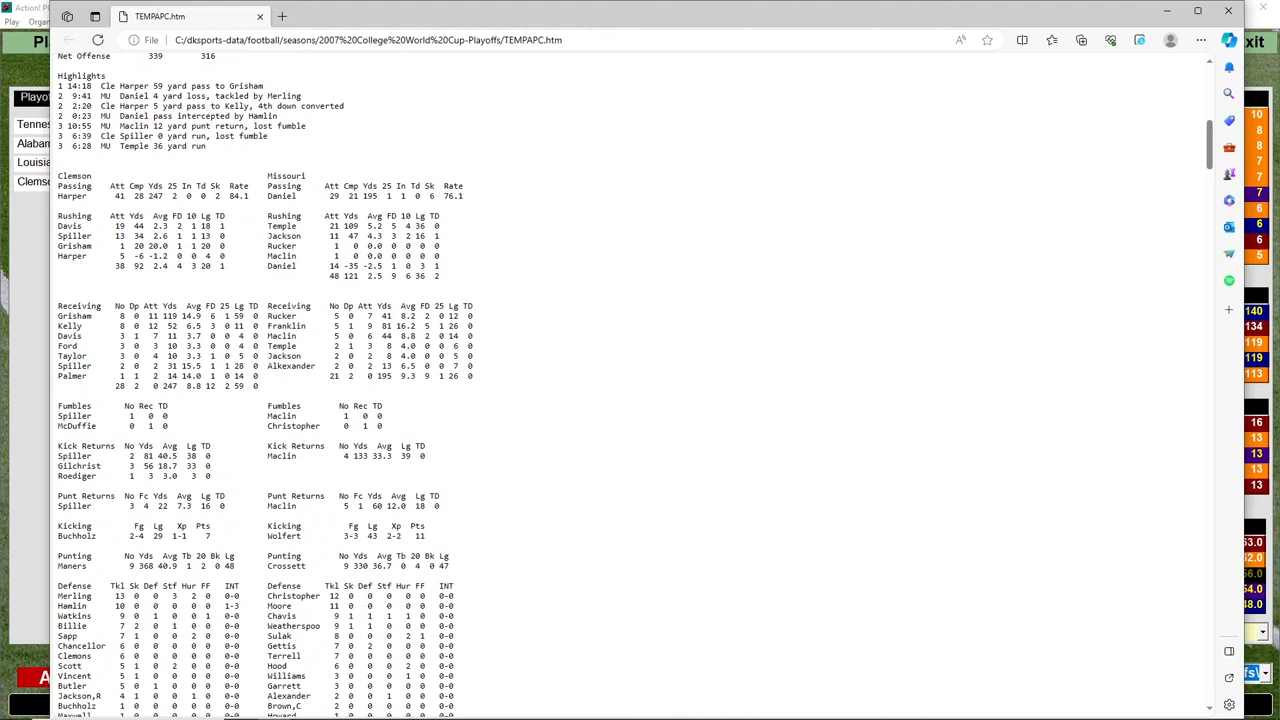 Action! P
TEMPAPC.htm
Play Organ
File C:/dksports-data/football/seasons/2007%20College%20World%20Cup-Playoffs/TEMPAPC.htm
Pl
xit
Playof
Tennes
Alabam
Louisia
Clemso
Net Offense 339 316
Highlights
1 14:18 Cle Harper 59 yard pass to Grisham
2 9:41 MU Daniel 4 yard loss, tackled by Merling
2 2:20 MU Cle Harper 5 yard pass to Kelly, 4th down converted
2 0:23 MU Daniel pass intercepted by Hamlin
3 10:55 MU Maclin 12 yard punt return, lost fumble
3 6:39 Cle Spiller 0 yard run, lost fumble
3 6:28 MU Temple 36 yard run
Clemson Missouri
Passing Att Cmp Yds 25 In Td Sk Rate Passing Att Cmp Yds 25 In Td Sk Rate
Harper 41 28 247 2 0 0 2 84.1 Daniel 29 21 195 1 1 0 6 76.1
Rushing Att Yds Avg FD 10 Lg TD Rushing Att Yds Avg FD 10 Lg TD
Davis 19 44 2.3 2 1 18 1 Temple 21 109 5.2 5 4 36 0
Spiller 13 34 2.6 1 1 13 0 Jackson 11 47 4.3 3 2 16 1
Grisham 1 20 20.0 1 1 20 0 Rucker 1 0 0.0 0 0 0 0
Harper 5 -6 -1.2 0 0 4 0 Maclin 1 0 0.0 0 0 0 0
38 92 2.4 4 3 20 1 Daniel 14 -35 -2.5 1 0 3 1
48 121 2.5 9 6 36 2
Receiving No Dp Att Yds Avg FD 25 Lg TD Receiving No Dp Att Yds Avg FD 25 Lg TD
Grisham 8 0 11 119 14.9 6 1 59 0 Rucker 5 0 7 41 8.2 2 0 12 0
Kelly 8 0 12 52 6.5 3 0 11 0 Franklin 5 1 9 81 16.2 5 1 26 0
Davis 3 1 7 11 3.7 0 0 4 0 Maclin 5 0 6 44 8.8 2 0 14 0
Ford 3 0 3 10 3.3 0 0 4 0 Temple 2 1 3 8 4.0 0 0 6 0
Taylor 3 0 4 10 3.3 1 0 5 0 Jackson 2 0 2 8 4.0 0 0 5 0
Spiller 2 0 2 31 15.5 1 1 28 0 Alkexander 2 0 2 13 6.5 0 0 7 0
Palmer 1 1 2 14 14.0 1 0 14 0 21 2 0 195 9.3 9 1 26 0
28 2 0 247 8.8 12 2 59 0
Fumbles No Rec TD Fumbles No Rec TD
Spiller 1 0 0 Maclin 1 0 0
McDuffie 0 1 0 Christopher 0 1 0
Kick Returns No Yds Avg Lg TD Kick Returns No Yds Avg Lg TD
Spiller 2 81 40.5 38 0 Maclin 4 133 33.3 39 0
Gilchrist 3 56 18.7 33 0
Roediger 1 3 3.0 3 0
Punt Returns No Fc Yds Avg Lg TD Punt Returns No Fc Yds Avg Lg TD
Spiller 3 4 22 7.3 16 0 Maclin 5 1 60 12.0 18 0
Kicking Fg Lg Xp Pts Kicking Fg Lg Xp Pts
Buchholz 2-4 29 1-1 7 Wolfert 3-3 43 2-2 11
Punting No Yds Avg Tb 20 Bk Lg Punting No Yds Avg Tb 20 Bk Lg
Maners 9 368 40.9 1 2 0 48 Crossett 9 330 36.7 0 4 0 47
Defense Tkl Sk Def Stf Hur FF INT Defense Tkl Sk Def Stf Hur FF INT
Merling 13 0 0 3 2 0 0-0 Christopher 12 0 0 0 0 0 0-0
Hamlin 10 0 0 0 0 0 1-3 Moore 11 0 0 0 0 0 0-0
Watkins 9 0 1 0 0 1 0-0 Chavis 9 1 1 1 1 0 0-0
Billie 7 2 0 1 0 0 0-0 Weatherspoo 9 1 1 0 0 0 0-0
Sapp 7 1 0 0 2 0 0-0 Sulak 8 0 0 0 2 1 0-0
Chancellor 6 0 0 0 0 0 0-0 Gettis 7 0 2 0 0 0 0-0
Clemons 6 0 0 0 0 0 0-0 Terrell 7 0 0 0 0 0 0-0
Scott 5 1 0 2 0 0 0-0 Hood 6 0 0 0 2 0 0-0
Vincent 5 1 0 0 0 0 0-0 Williams 3 0 0 0 1 0 0-0
Butler 5 0 1 0 0 0 0-0 Garrett 3 0 0 0 0 0 0-0
Jackson,R 4 1 0 0 1 0 0-0 Alexander 2 0 0 1 0 0 0-0
Buchholz 1 0 0 0 0 0 0-0 Brown,C 2 0 0 0 0 0 0-0
Maxwell 1 0 0 0 0 0 0-0 Howard 1 0 0 0 0 0 0-0
10
8
8
7
7
7
6
6
6
5
140
134
119
119
113
16
13
13
13
13
63.0
62.0
56.0
54.0
48.0
A